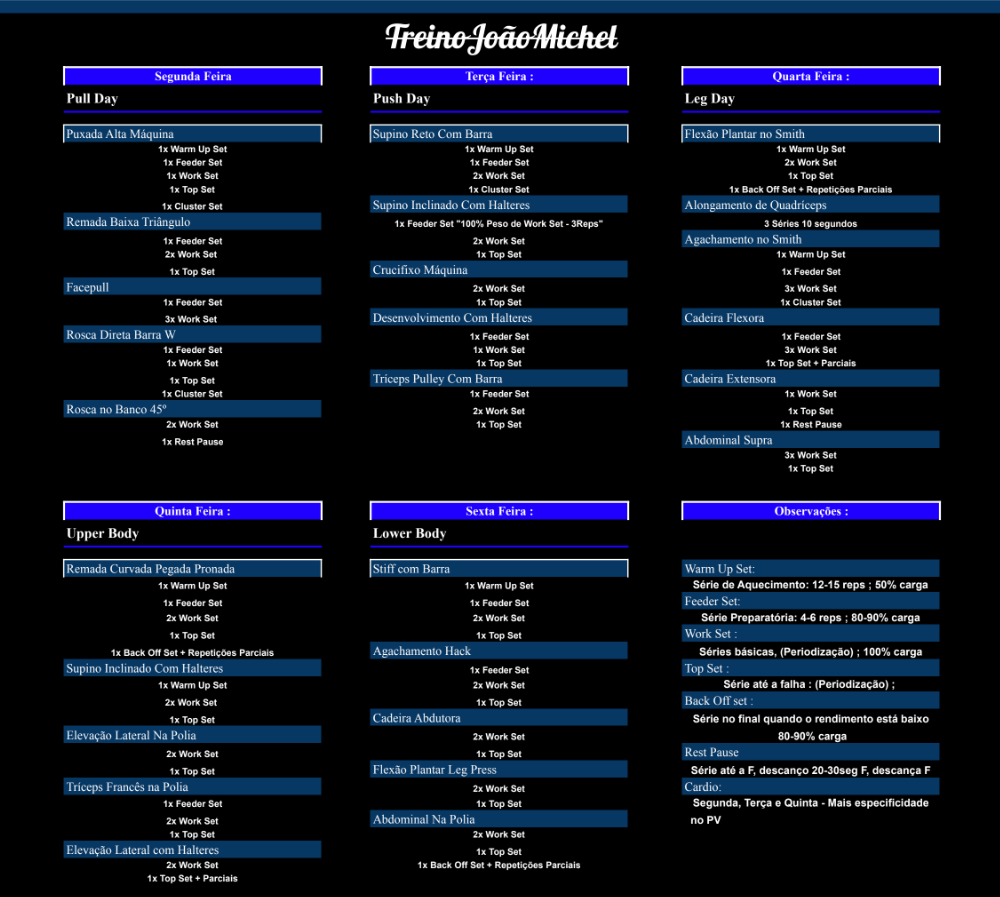 Treino João Michel
Segunda Feira
Pull Day
Puxada Alta Máquina
1x Warm Up Set
1x Feeder Set
1x Work Set
1x Top Set
1x Cluster Set
Remada Baixa Triângulo
1x Feeder Set
2x Work Set
1x Top Set
Facepull
1x Feeder Set
3x Work Set
Rosca Direta Barra W
1x Feeder Set
1x Work Set
1x Top Set
1x Cluster Set
Rosca no Banco 45º
2x Work Set
1x Rest Pause
Terça Feira :
Push Day
Supino Reto Com Barra
1x Warm Up Set
1x Feeder Set
2x Work Set
1x Cluster Set
Supino Inclinado Com Halteres
1x Feeder Set "100% Peso de Work Set - 3Reps"
2x Work Set
1x Top Set
Crucifixo Máquina
2x Work Set
1x Top Set
Desenvolvimento Com Halteres
1x Feeder Set
1x Work Set
1x Top Set
Triceps Pulley Com Barra
1x Feeder Set
2x Work Set
1x Top Set
Quarta Feira :
Leg Day
Flexão Plantar no Smith
1x Warm Up Set
2x Work Set
1x Top Set
1x Back Off Set + Repetições Parciais
Alongamento de Quadríceps
3 Séries 10 segundos
Agachamento no Smith
1x Warm Up Set
1x Feeder Set
3x Work Set
1x Cluster Set
Cadeira Flexora
1x Feeder Set
3x Work Set
1x Top Set + Parciais
Cadeira Extensora
1x Work Set
1x Top Set
1x Rest Pause
Abdominal Supra
3x Work Set
1x Top Set
Quinta Feira :
Upper Body
Remada Curvada Pegada Pronada
1x Warm Up Set
1x Feeder Set
2x Work Set
1x Top Set
1x Back Off Set + Repetições Parciais
Supino Inclinado Com Halteres
1x Warm Up Set
2x Work Set
1x Top Set
Elevação Lateral Na Polia
2x Work Set
1x Top Set
Tríceps Francês na Polia
1x Feeder Set
2x Work Set
1x Top Set
Elevação Lateral com Halteres
2x Work Set
1x Top Set + Parciais
Sexta Feira :
Lower Body
Stiff com Barra
1x Warm Up Set
1x Feeder Set
2x Work Set
1x Top Set
Agachamento Hack
1x Feeder Set
2x Work Set
1x Top Set
Cadeira Abdutora
2x Work Set
1x Top Set
Flexão Plantar Leg Press
2x Work Set
1x Top Set
Abdominal Na Polia
2x Work Set
1x Top Set
1x Back Off Set + Repetições Parciais
Observações :
Warm Up Set:
Série de Aquecimento: 12-15 reps ; 50% carga
Feeder Set:
Série Preparatória: 4-6 reps ; 80-90% carga
Work Set :
Séries básicas, (Periodização) ; 100% carga
Top Set :
Série até a falha : (Periodização) ;
Back Off set :
Série no final quando o rendimento está baixo
80-90% carga
Rest Pause
Série até a F, descanço 20-30seg F, descança F
Cardio:
Segunda, Terça e Quinta - Mais especificidade
no PV